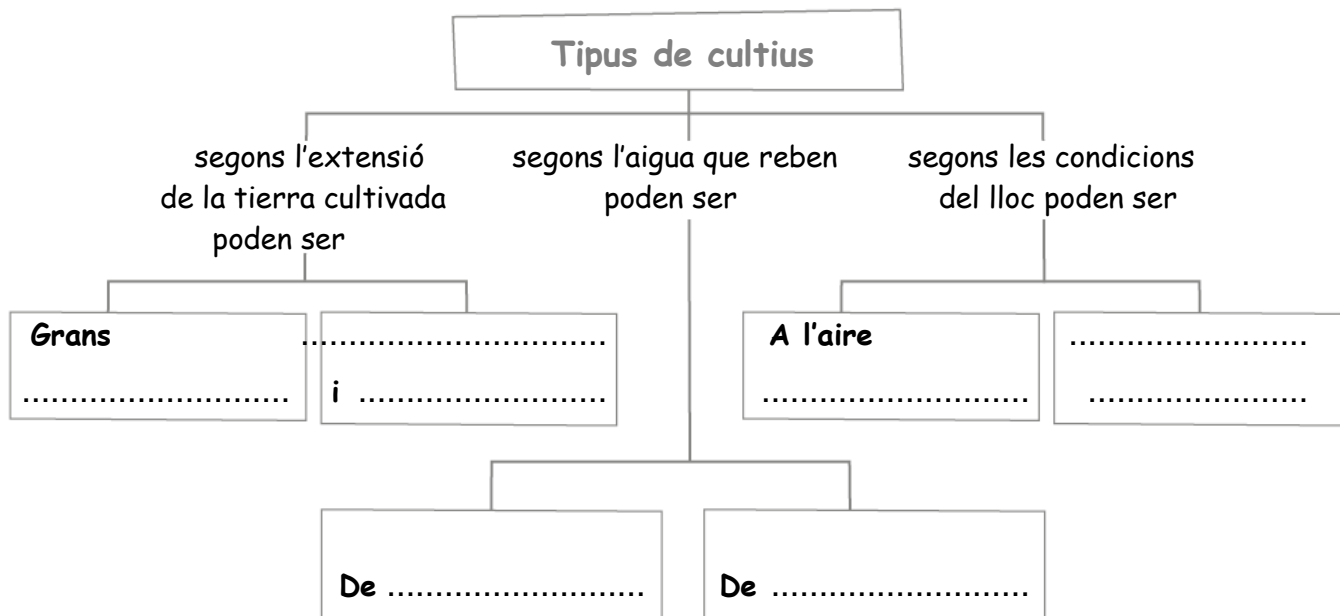 Tipus de cultius
segons l'extensió
de la tierra cultivada
poden ser
segons l'aigua que reben
poden ser
segons les condicions
del lloc poden ser
Grans
............................
................................
i ..........................
A l'aire
............................
.........................
.......................
De ...........................
De ...........................